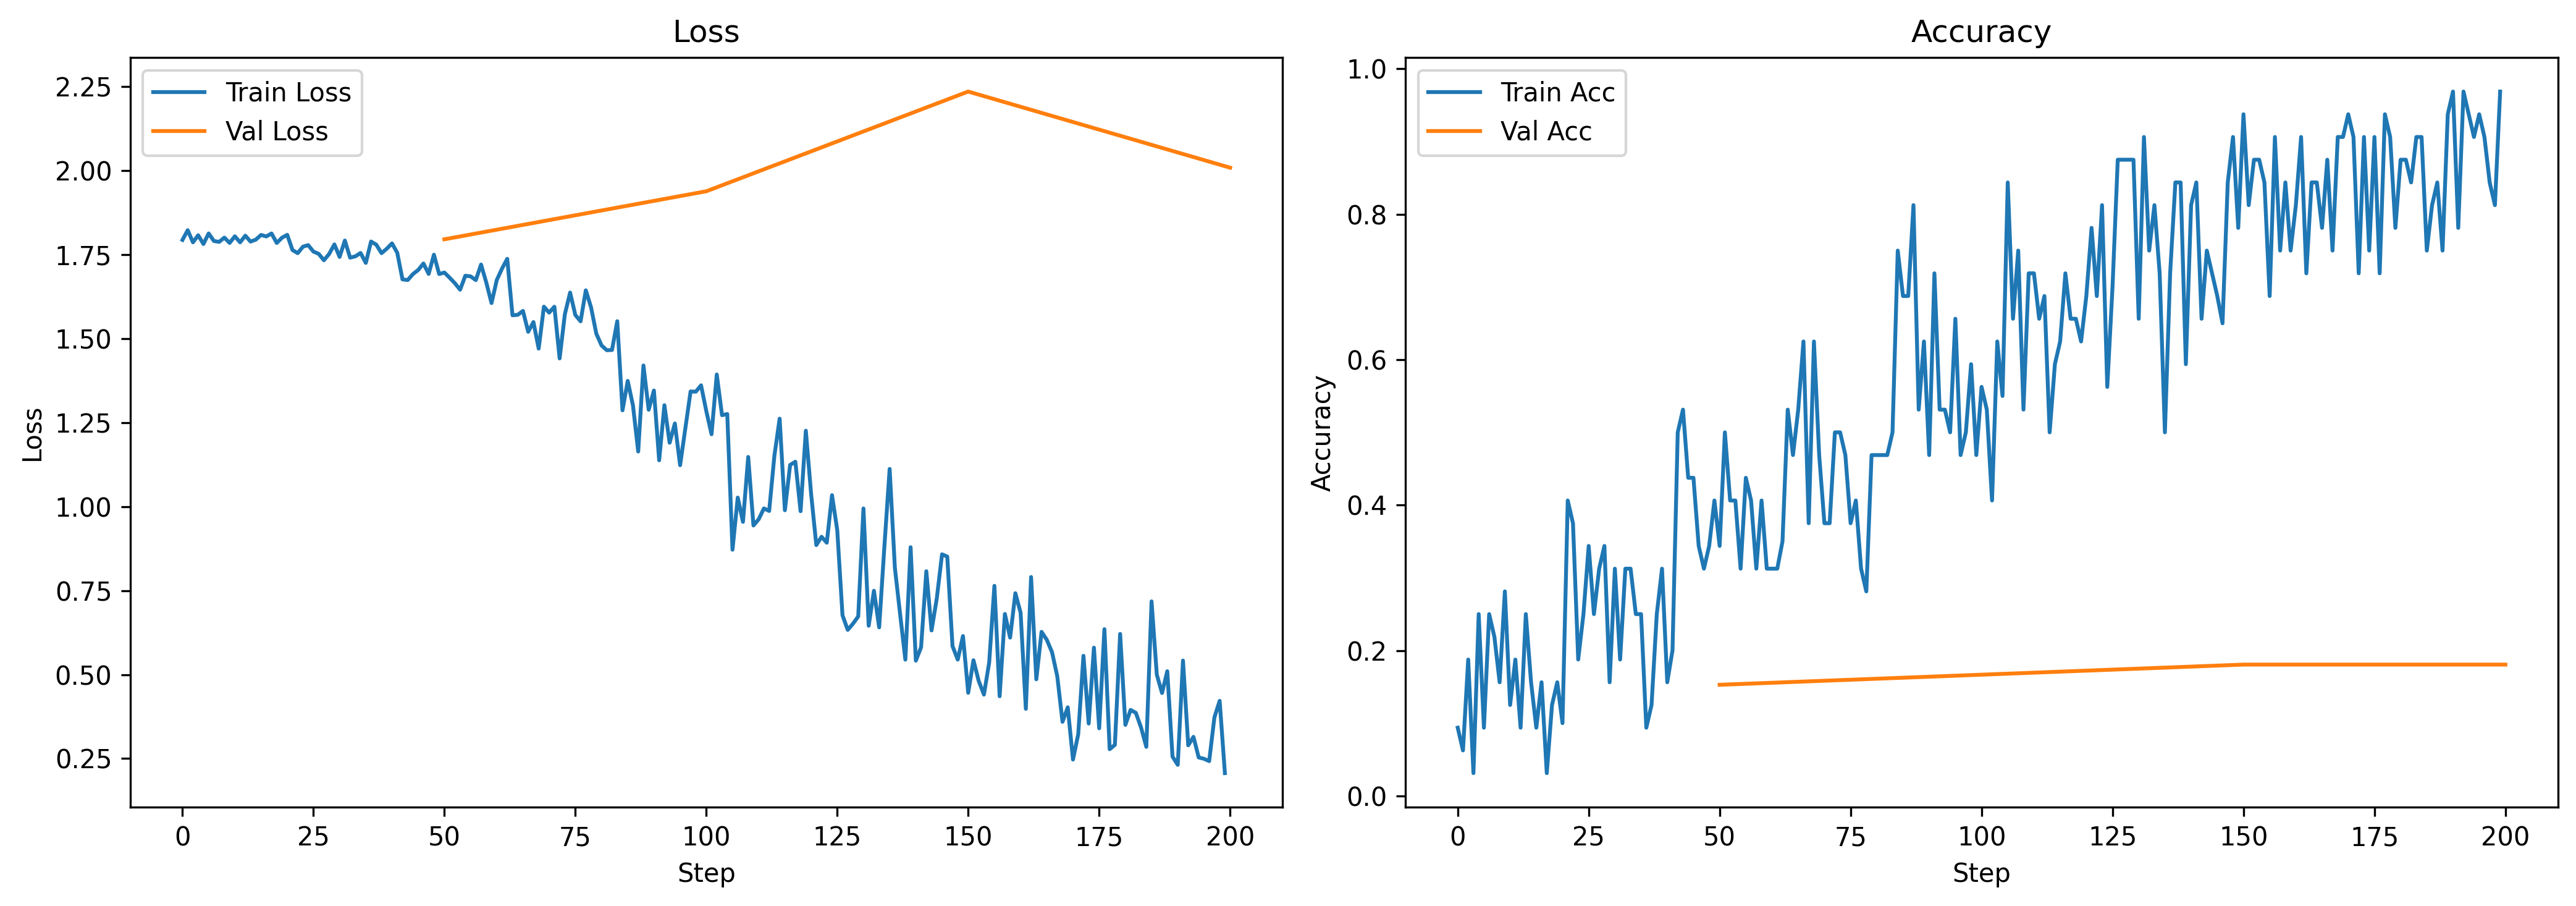 Loss
Train Loss
Val Loss
2.25
2.00
1.75
1.50
1.25
1.00
0.75
0.50
0.25
Loss
0 25 50 75 100 125 150 175 200
Step
Accuracy
Train Acc
Val Acc
1.0
0.8
0.6
0.4
0.2
0.0
Accuracy
0 25 50 75 100 125 150 175 200
Step